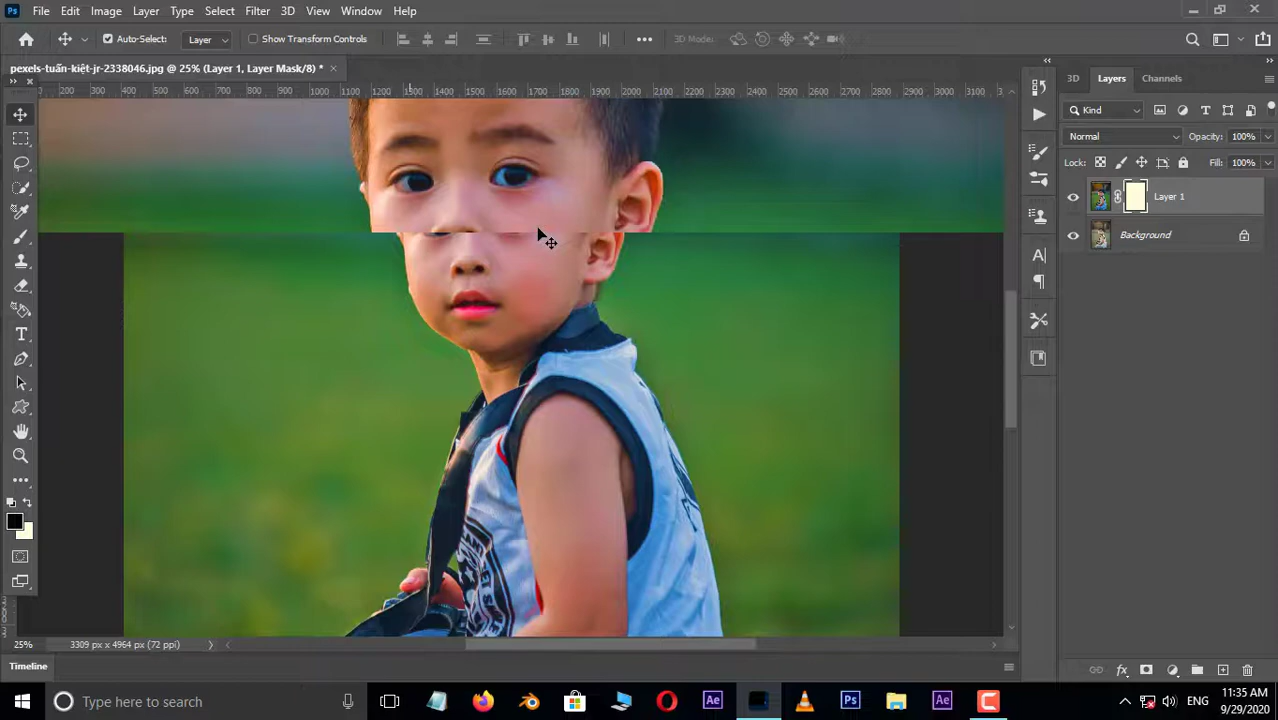 Ps File Edit Image Layer Type Select Filter 3D View Window Help
Auto-Select: Layer Show Transform Controls 3D Mode:
pexels-tuấn-kiệt-jr-2338046.jpg @ 25% (Layer 1, Layer Mask/8) *
200 300 400 500 600 700 800 900 1000 1100 1200 1300 1400 1500 1600 1700 1800 1900 2000 2100 2200 2300 2400 2500 2600 2700 2800 2900 3000 3100
3D Layers Channels
Kind
Normal Opacity: 100%
Lock: Fill: 100%
Layer 1
Background
25% 3309 px x 4964 px (72 ppi)
Timeline
Type here to search
Ae Ps Ae
ENG
11:35 AM
9/29/2020